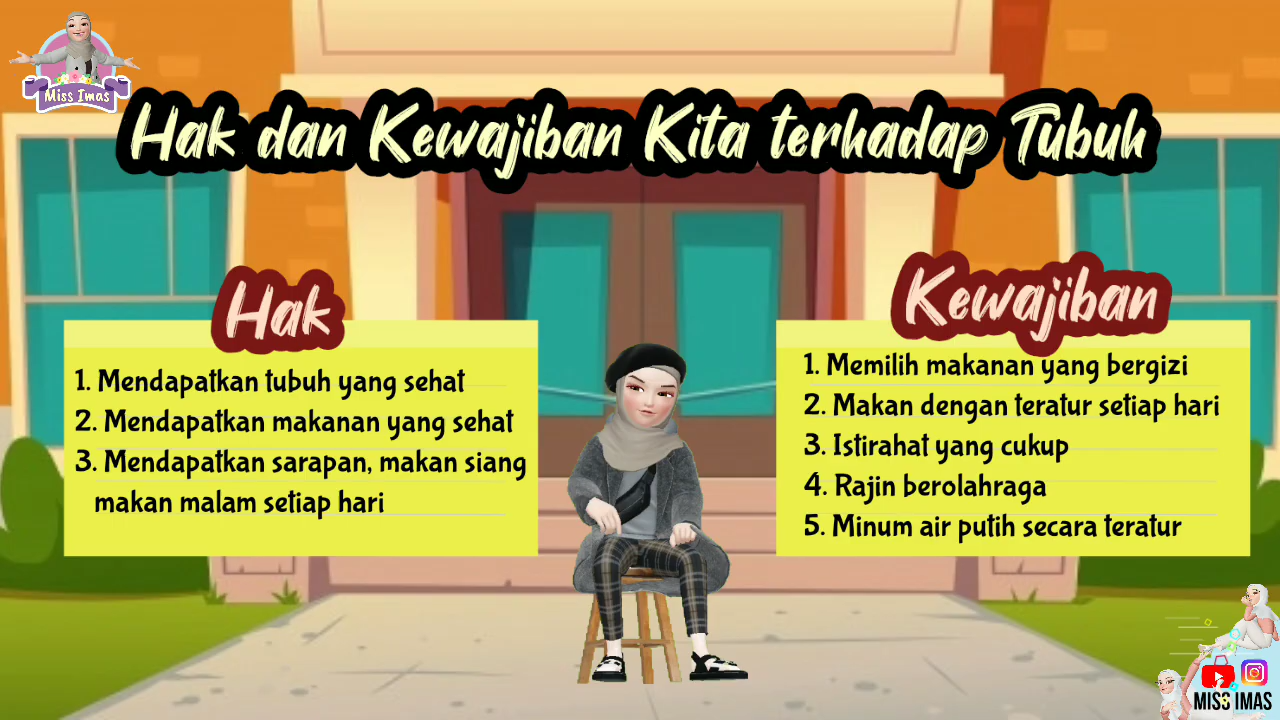 Miss Imas
Hak dan Kewajiban Kita terhadap Tubuh
Hak
1. Mendapatkan tubuh yang sehat
2. Mendapatkan makanan yang sehat
3. Mendapatkan sarapan, makan siang
makan malam setiap hari
Kewajiban
1. Memilih makanan yang bergizi
2. Makan dengan teratur setiap hari
3. Istirahat yang cukup
4. Rajin berolahraga
5. Minum air putih secara teratur
MISS IMAS